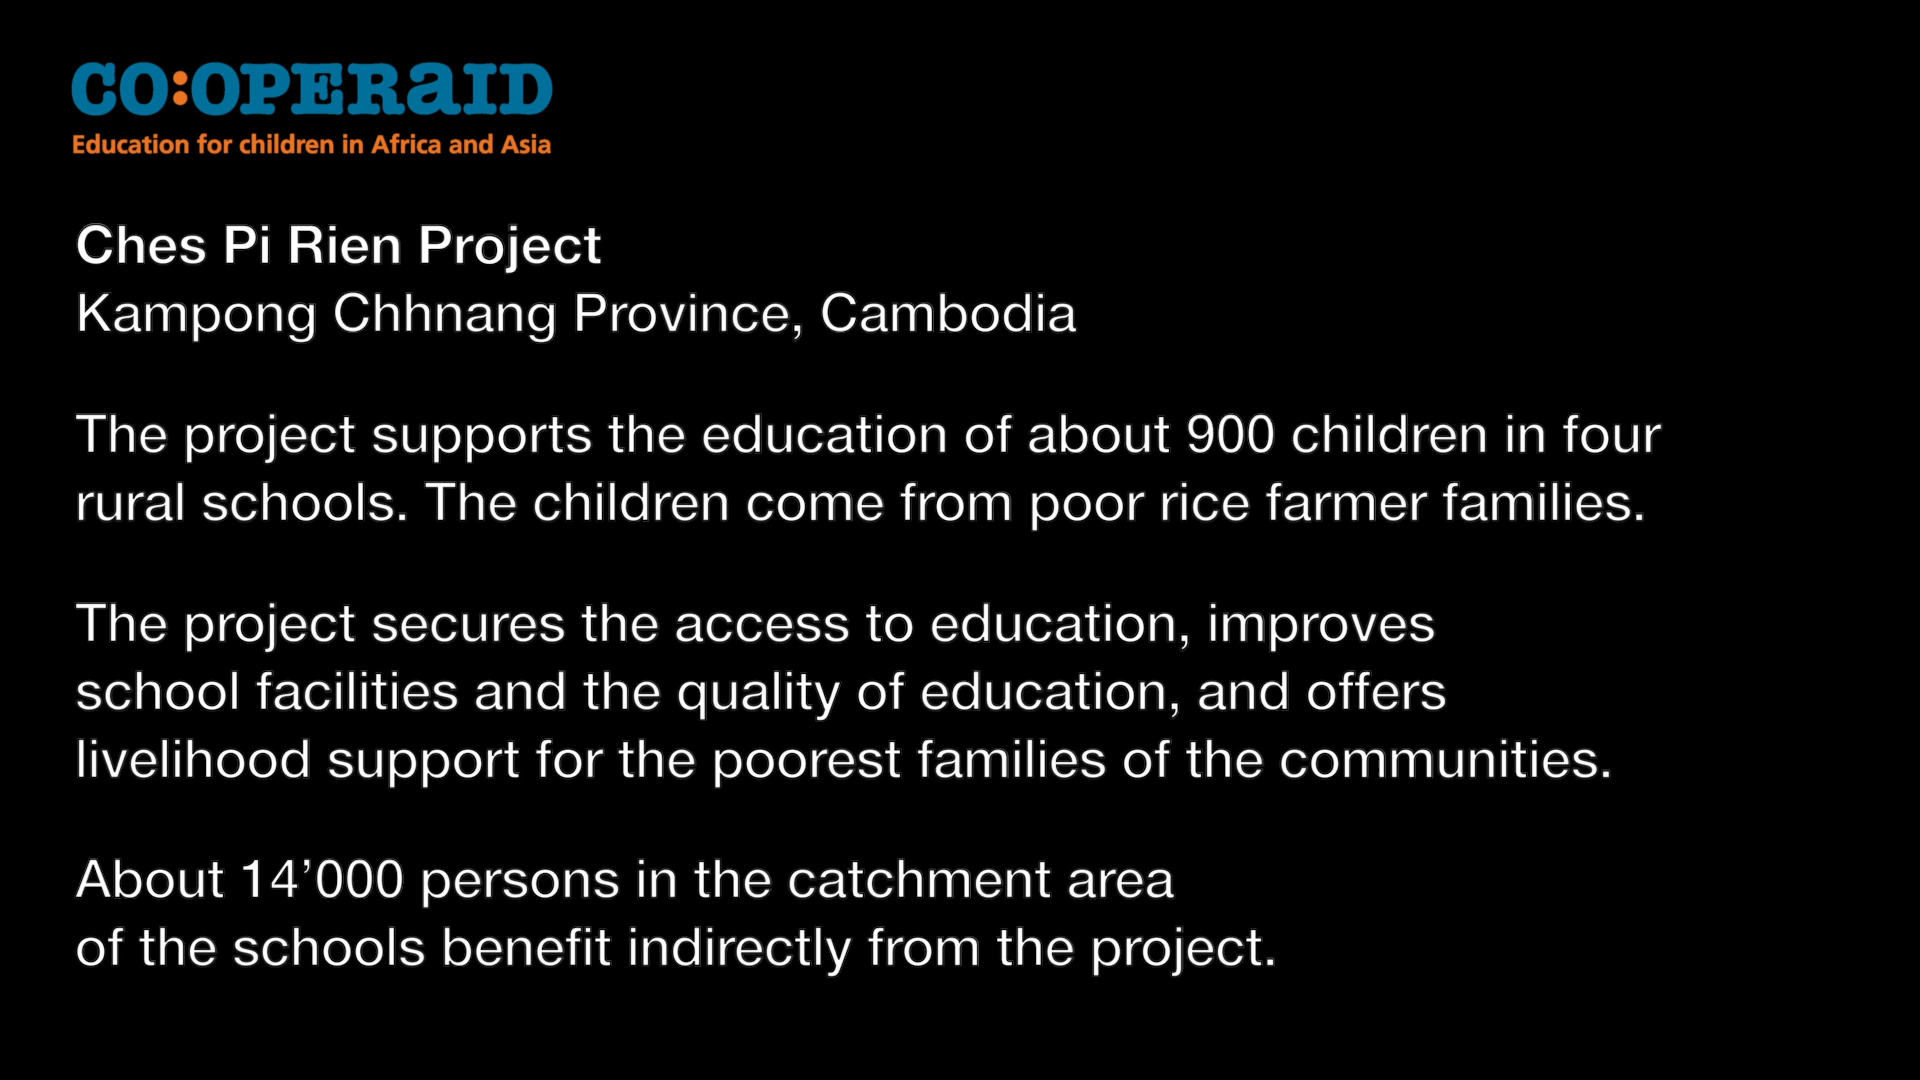 CO:OPERaID
Education for children in Africa and Asia
Ches Pi Rien Project
Kampong Chhnang Province, Cambodia
The project supports the education of about 900 children in four
rural schools. The children come from poor rice farmer families.
The project secures the access to education, improves
school facilities and the quality of education, and offers
livelihood support for the poorest families of the communities.
About 14’000 persons in the catchment area
of the schools benefit indirectly from the project.